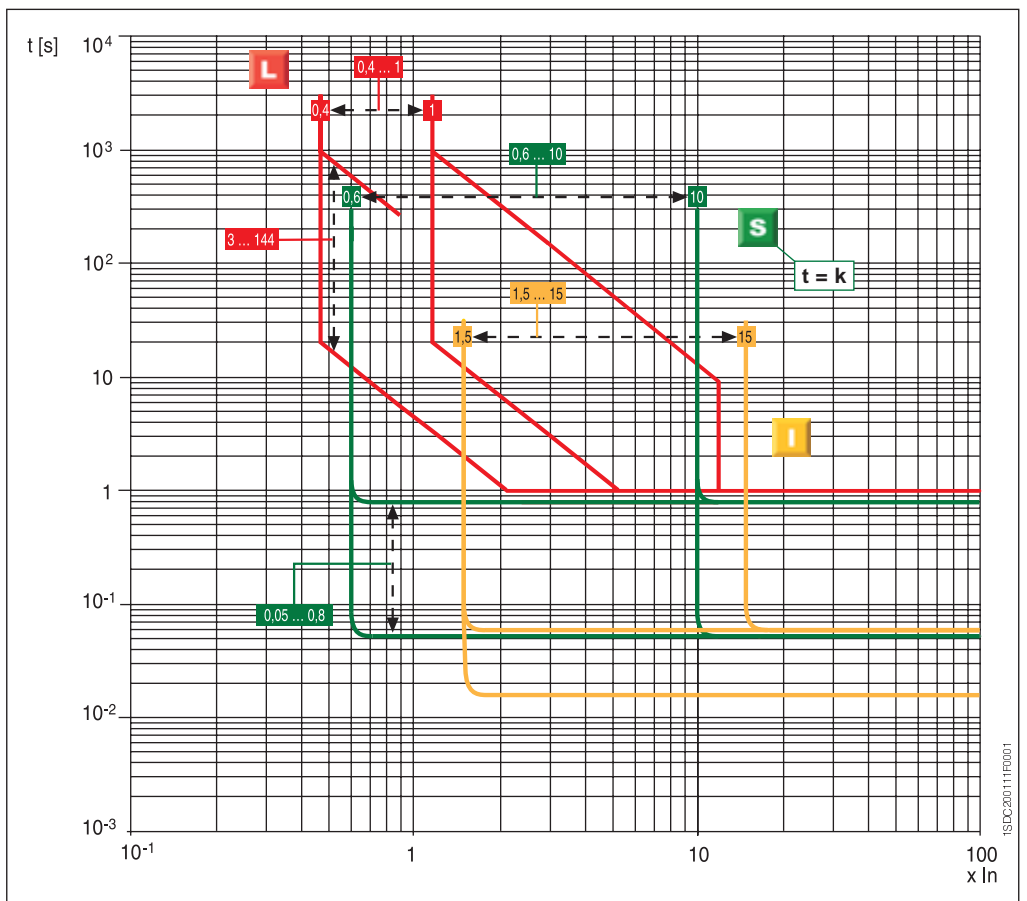 t [s]
10⁴
L
0,4 ... 1
0,4
1
10³
0,6 ... 10
0,6
10
S
3 ... 144
10²
t = k
1,5 ... 15
1,5
15
10
I
1
10⁻¹
0,05 ... 0,8
10⁻²
10⁻³
10⁻¹
1
10
100
x In
1SDC200111F0001